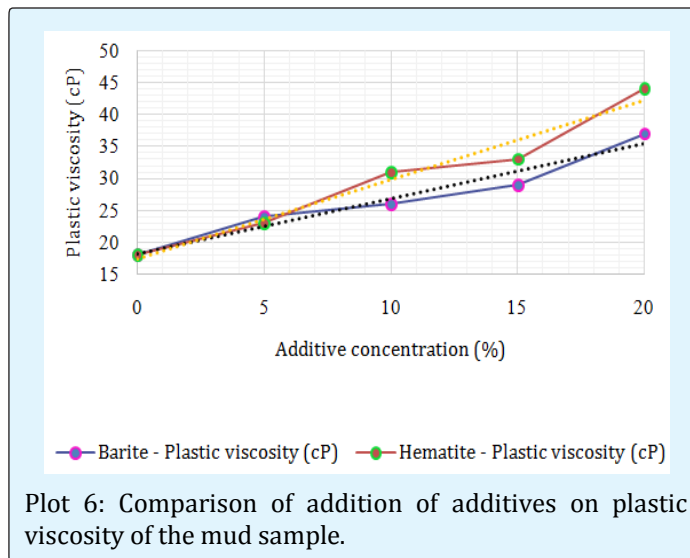 50
45
40
35
30
25
20
15
Plastic viscosity (cP)
0 5 10 15 20
Additive concentration (%)
Barite - Plastic viscosity (cP) Hematite - Plastic viscosity (cP)
Plot 6: Comparison of addition of additives on plastic
viscosity of the mud sample.